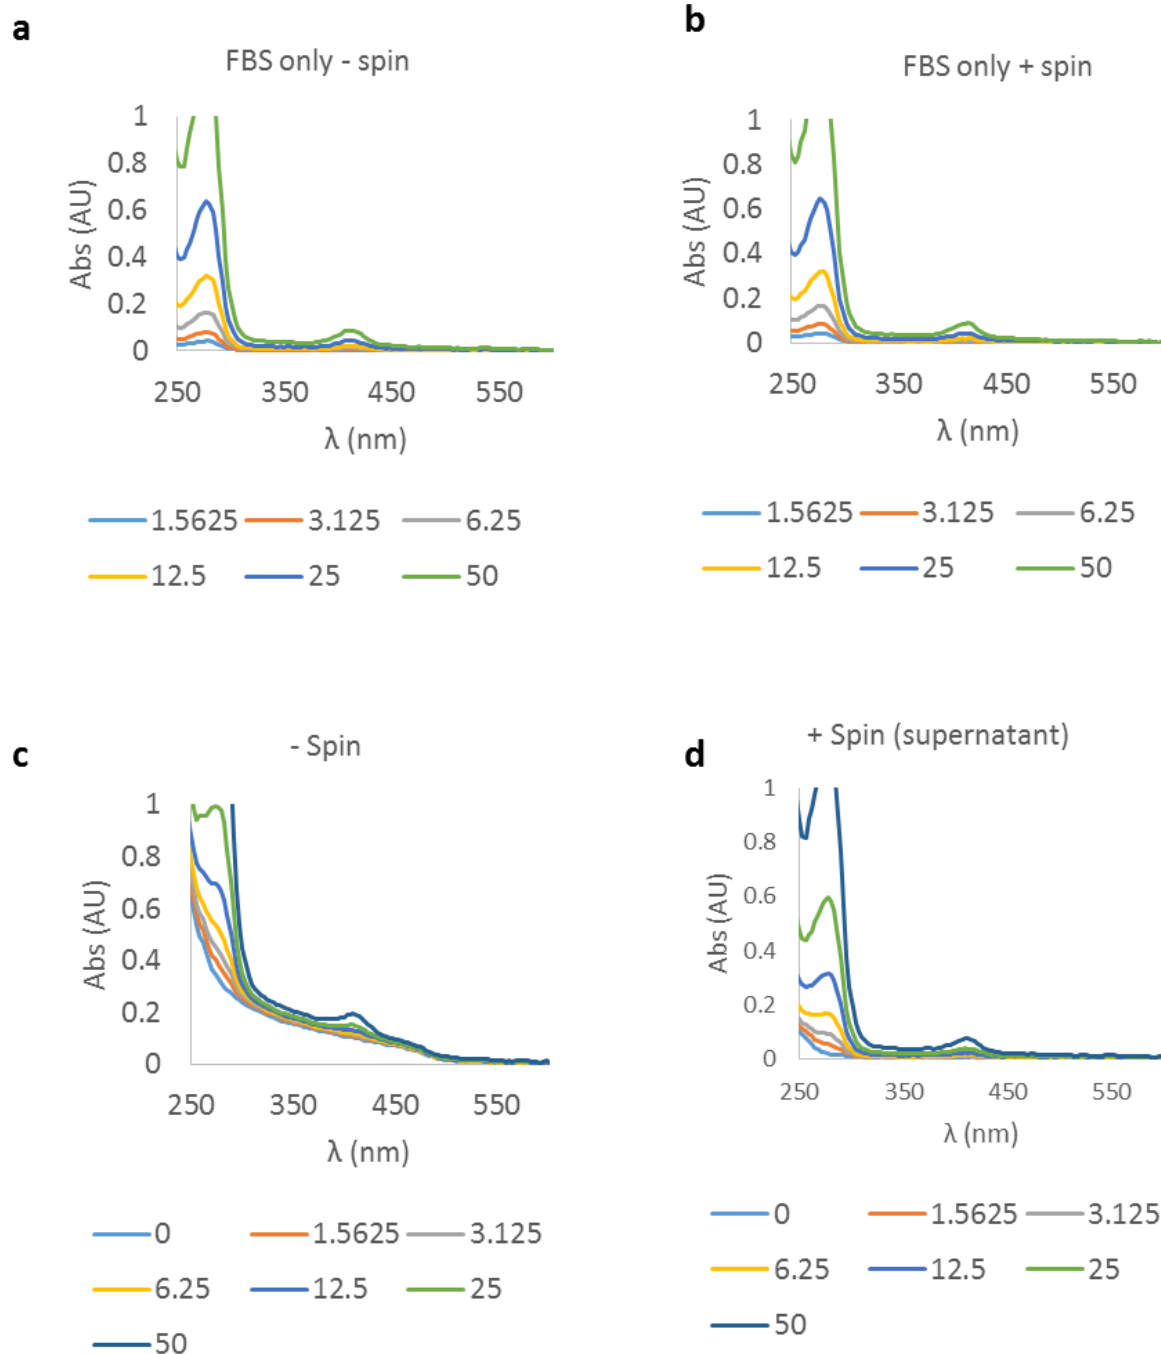 a
FBS only - spin
1
0.8
0.6
0.4
0.2
0
Abs (AU)
250 350 450 550
λ (nm)
1.5625 3.125 6.25
12.5 25 50
b
FBS only + spin
1
0.8
0.6
0.4
0.2
0
Abs (AU)
250 350 450 550
λ (nm)
1.5625 3.125 6.25
12.5 25 50
c
- Spin
1
0.8
0.6
0.4
0.2
0
Abs (AU)
250 350 450 550
λ (nm)
0 1.5625 3.125
6.25 12.5 25
50
d
+ Spin (supernatant)
1
0.8
0.6
0.4
0.2
0
Abs (AU)
250 350 450 550
λ (nm)
0 1.5625 3.125
6.25 12.5 25
50